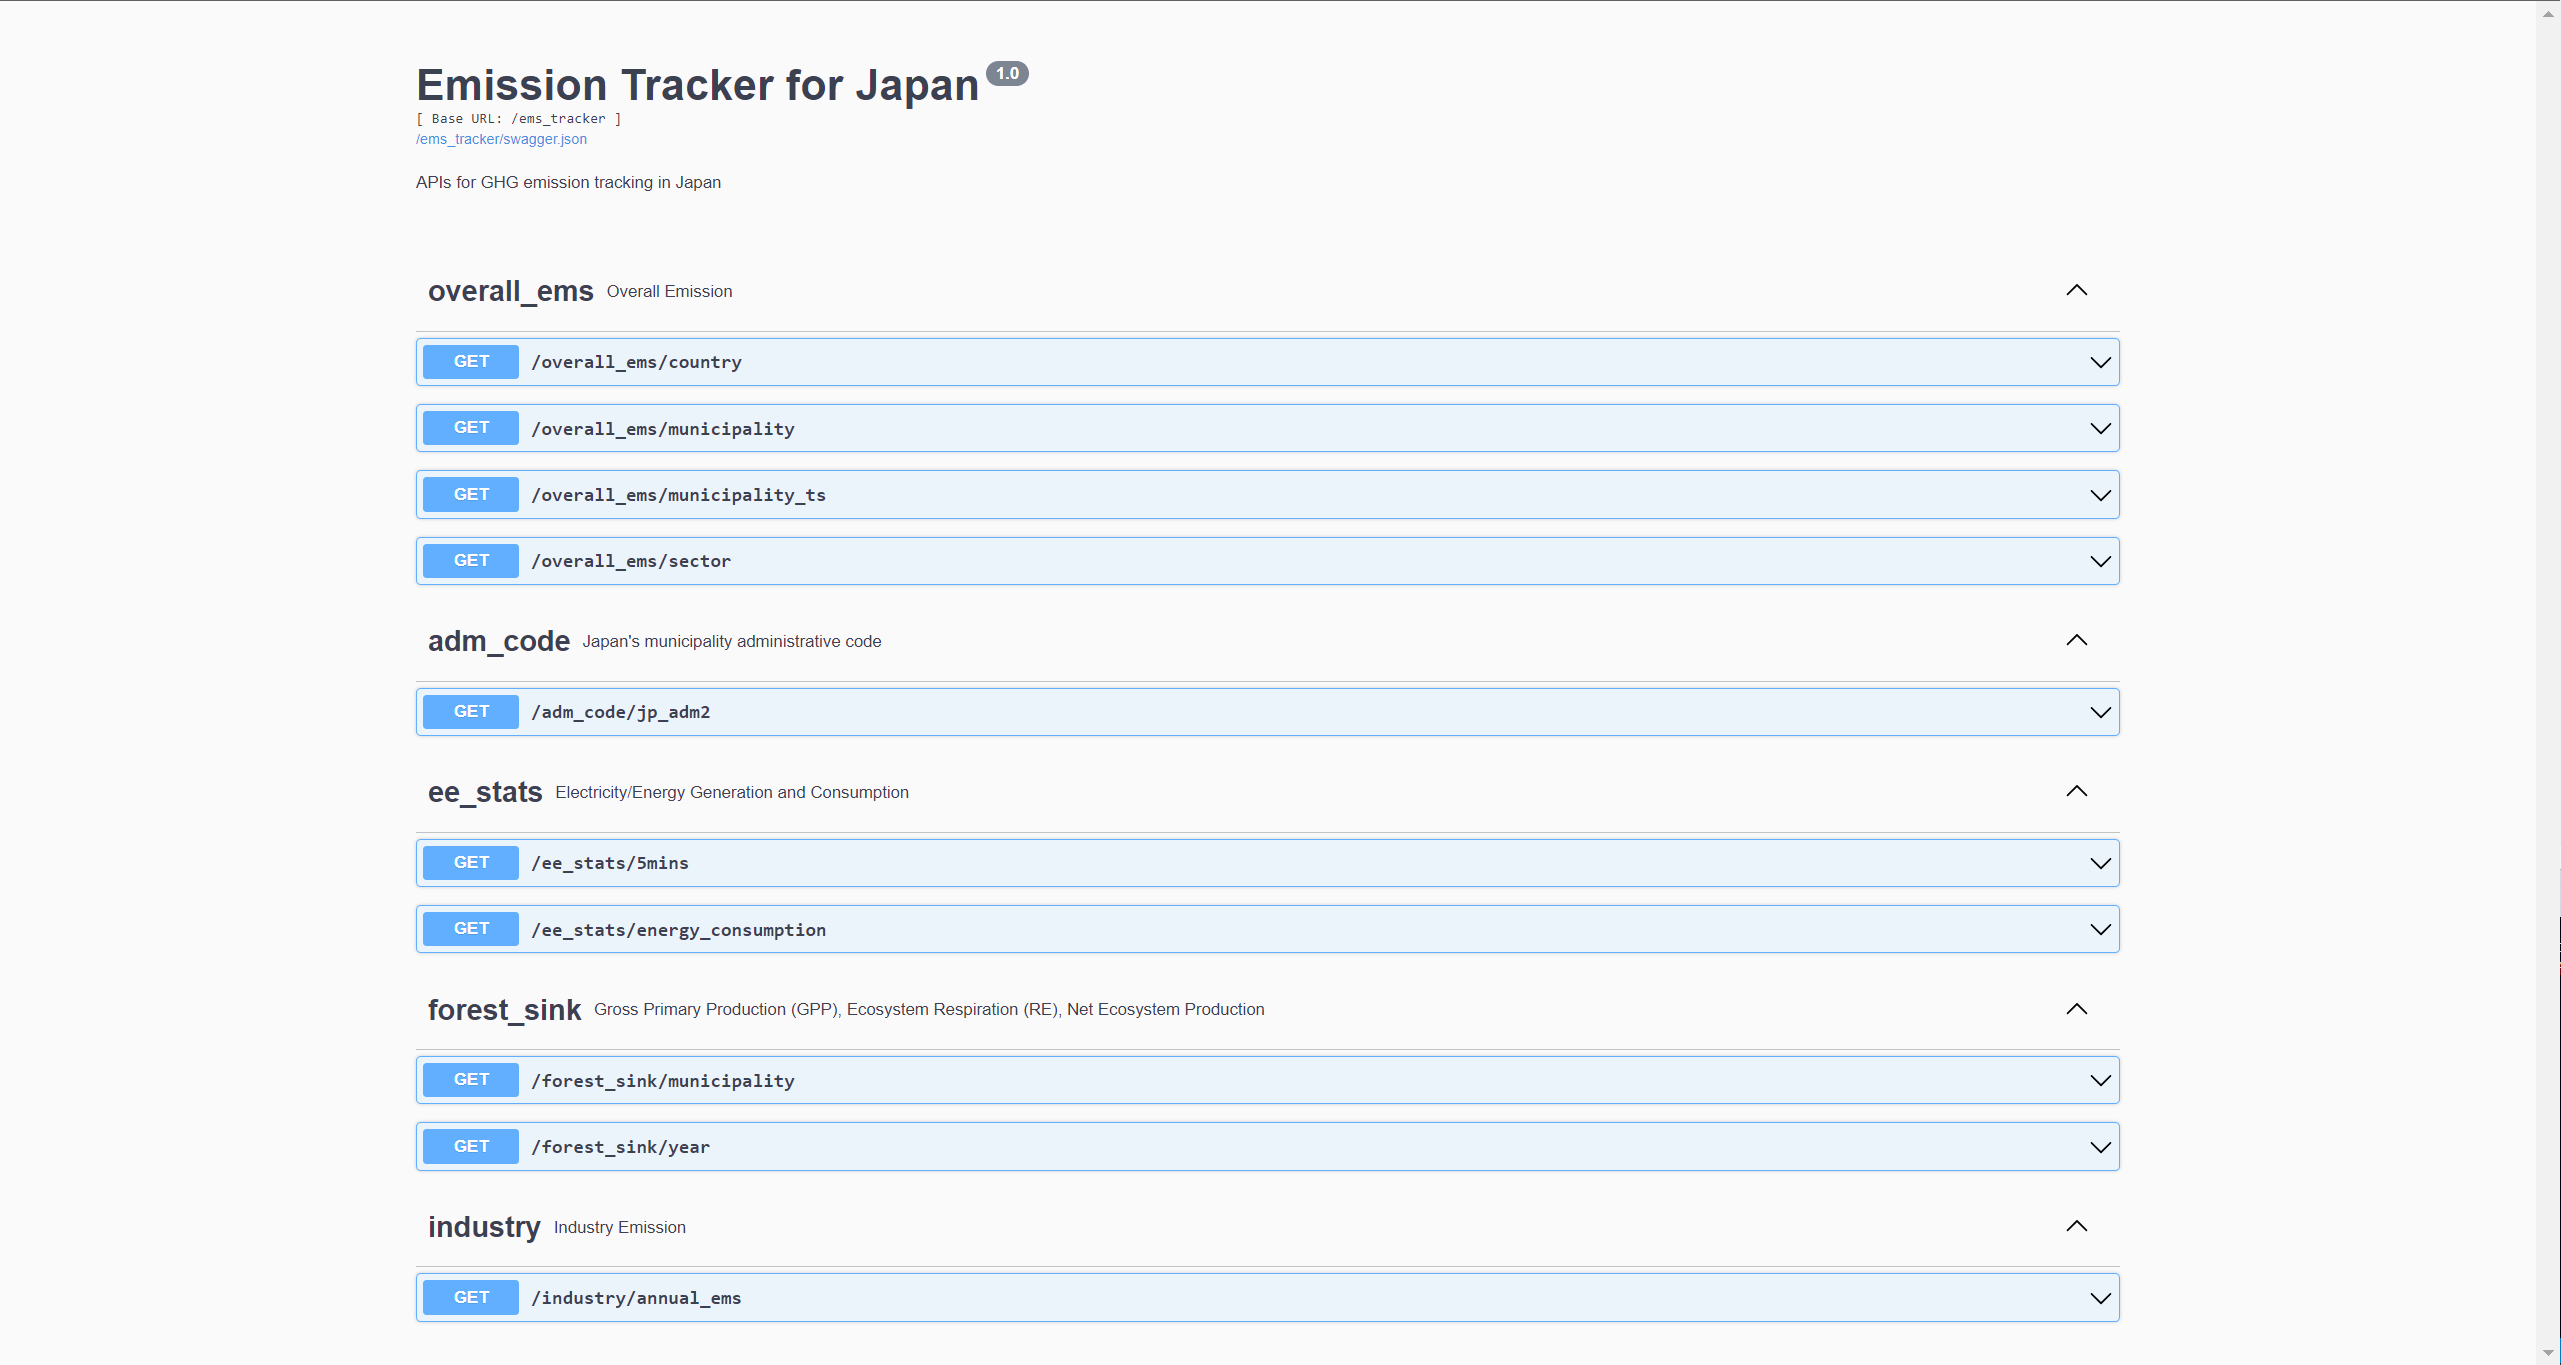 Emission Tracker for Japan 1.0
[ Base URL: /ems_tracker ]
/ems_tracker/swagger.json
APIs for GHG emission tracking in Japan
overall_ems Overall Emission
GET /overall_ems/country
GET /overall_ems/municipality
GET /overall_ems/municipality_ts
GET /overall_ems/sector
adm_code Japan's municipality administrative code
GET /adm_code/jp_adm2
ee_stats Electricity/Energy Generation and Consumption
GET /ee_stats/5mins
GET /ee_stats/energy_consumption
forest_sink Gross Primary Production (GPP), Ecosystem Respiration (RE), Net Ecosystem Production
GET /forest_sink/municipality
GET /forest_sink/year
industry Industry Emission
GET /industry/annual_ems